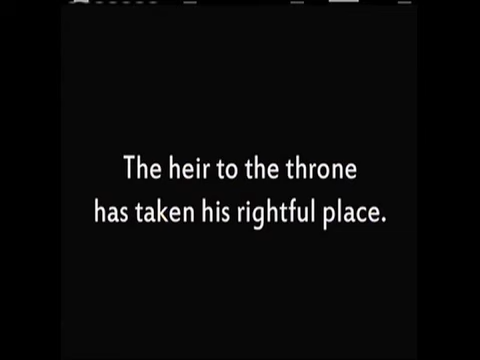 The heir to the throne
has taken his rightful place.